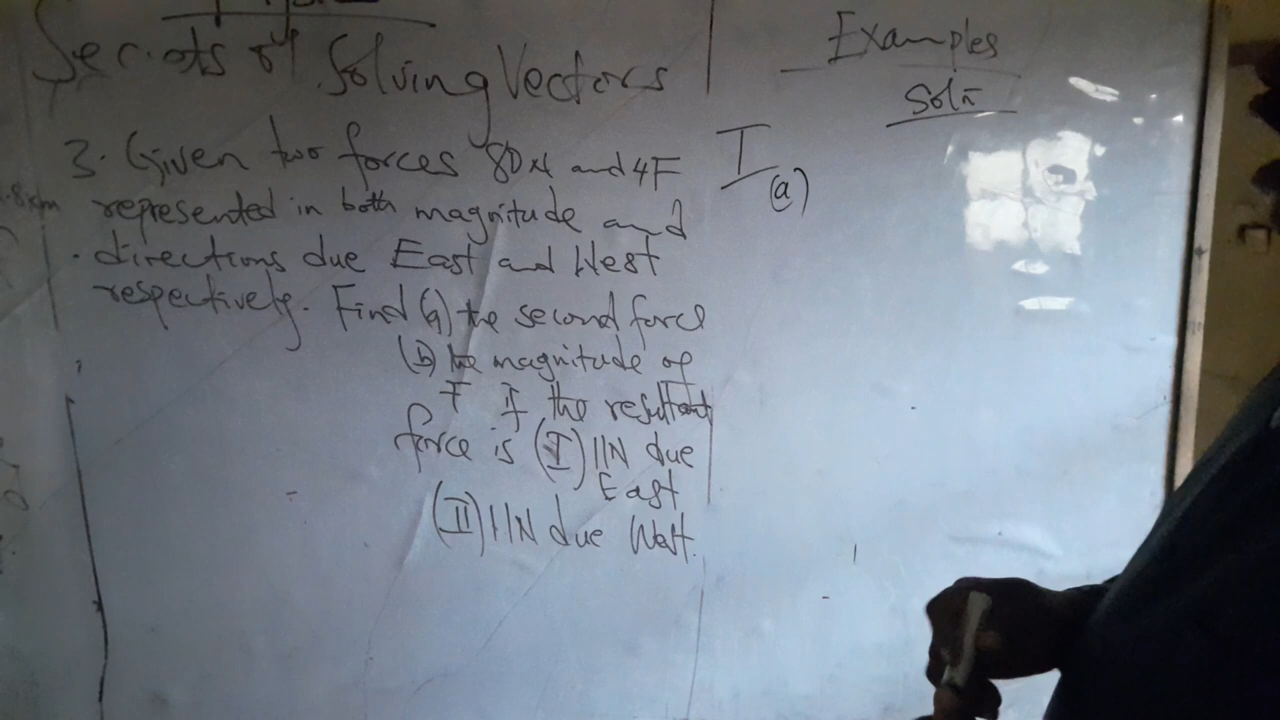 Secrets of Solving Vectors
3. Given two forces 80N and 4F
represented in both magnitude and
directions due East and West
respectively. Find (a) the second force
(b) the magnitude of
F if the resultant
force is (I) 11N due
East
(II) 11N due West.
Examples
Soln
I
(a)